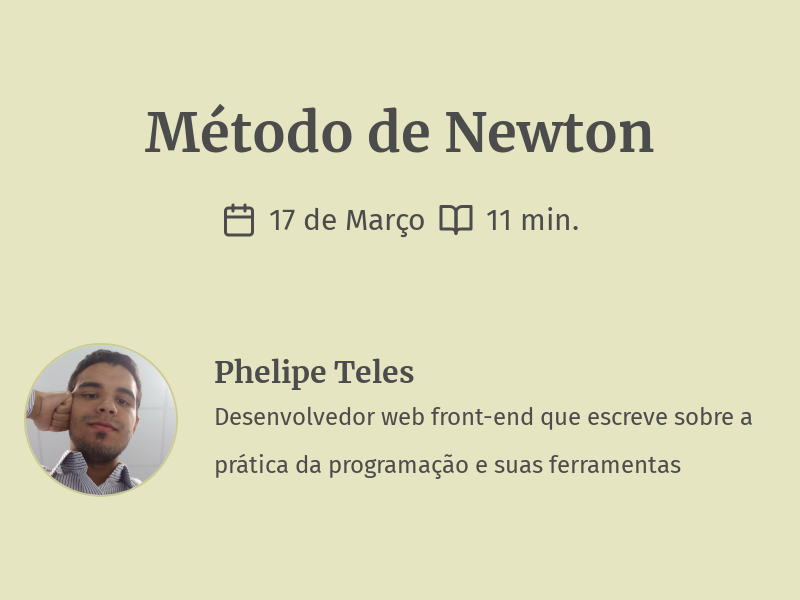 Método de Newton
17 de Março 11 min.
Phelipe Teles
Desenvolvedor web front-end que escreve sobre a
prática da programação e suas ferramentas